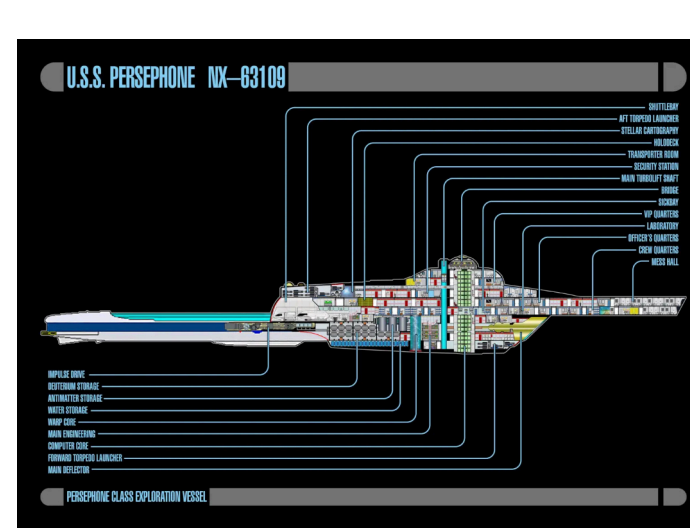 U.S.S. PERSEPHONE NX–63109
SHUTTLEBAY
AFT TORPEDO LAUNCHER
STELLAR CARTOGRAPHY
HOLODECK
TRANSPORTER ROOM
SECURITY STATION
MAIN TURBOLIFT SHAFT
BRIDGE
SICKBAY
VIP QUARTERS
LABORATORY
OFFICER'S QUARTERS
CREW QUARTERS
MESS HALL
IMPULSE DRIVE
DEUTERIUM STORAGE
ANTIMATTER STORAGE
WATER STORAGE
WARP CORE
MAIN ENGINEERING
COMPUTER CORE
FORWARD TORPEDO LAUNCHER
MAIN DEFLECTOR
PERSEPHONE CLASS EXPLORATION VESSEL